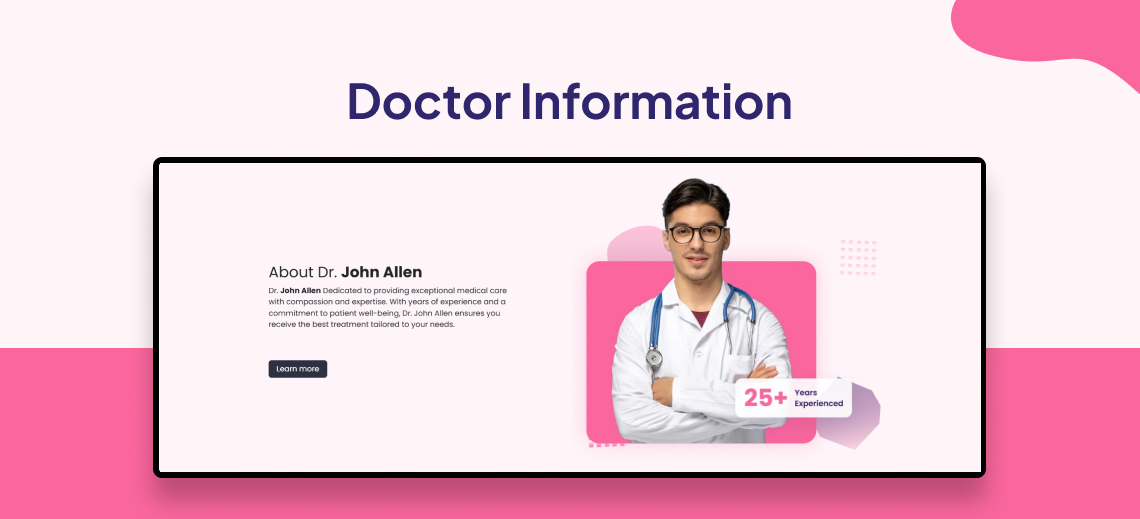 Doctor Information
About Dr. John Allen
Dr. John Allen Dedicated to providing exceptional medical care
with compassion and expertise. With years of experience and a
commitment to patient well-being, Dr. John Allen ensures you
receive the best treatment tailored to your needs.
Learn more
25+ Years
Experienced